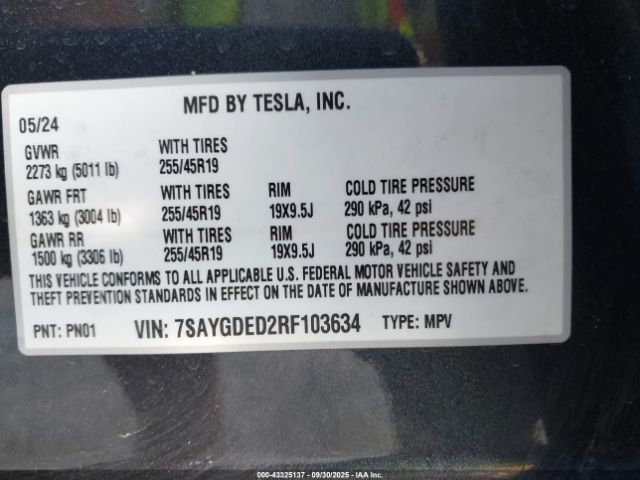 MFD BY TESLA, INC.
05/24
GVWR WITH TIRES
2273 kg (5011 lb) 255/45R19
GAWR FRT WITH TIRES RIM COLD TIRE PRESSURE
1363 kg (3004 lb) 255/45R19 19X9.5J 290 kPa, 42 psi
GAWR RR WITH TIRES RIM COLD TIRE PRESSURE
1500 kg (3306 lb) 255/45R19 19X9.5J 290 kPa, 42 psi
THIS VEHICLE CONFORMS TO ALL APPLICABLE U.S. FEDERAL MOTOR VEHICLE SAFETY AND
THEFT PREVENTION STANDARDS IN EFFECT ON THE DATE OF MANUFACTURE SHOWN ABOVE.
PNT: PN01 VIN: 7SAYGDED2RF103634 TYPE: MPV
000-43325137 - 09/30/2025 - IAA Inc.